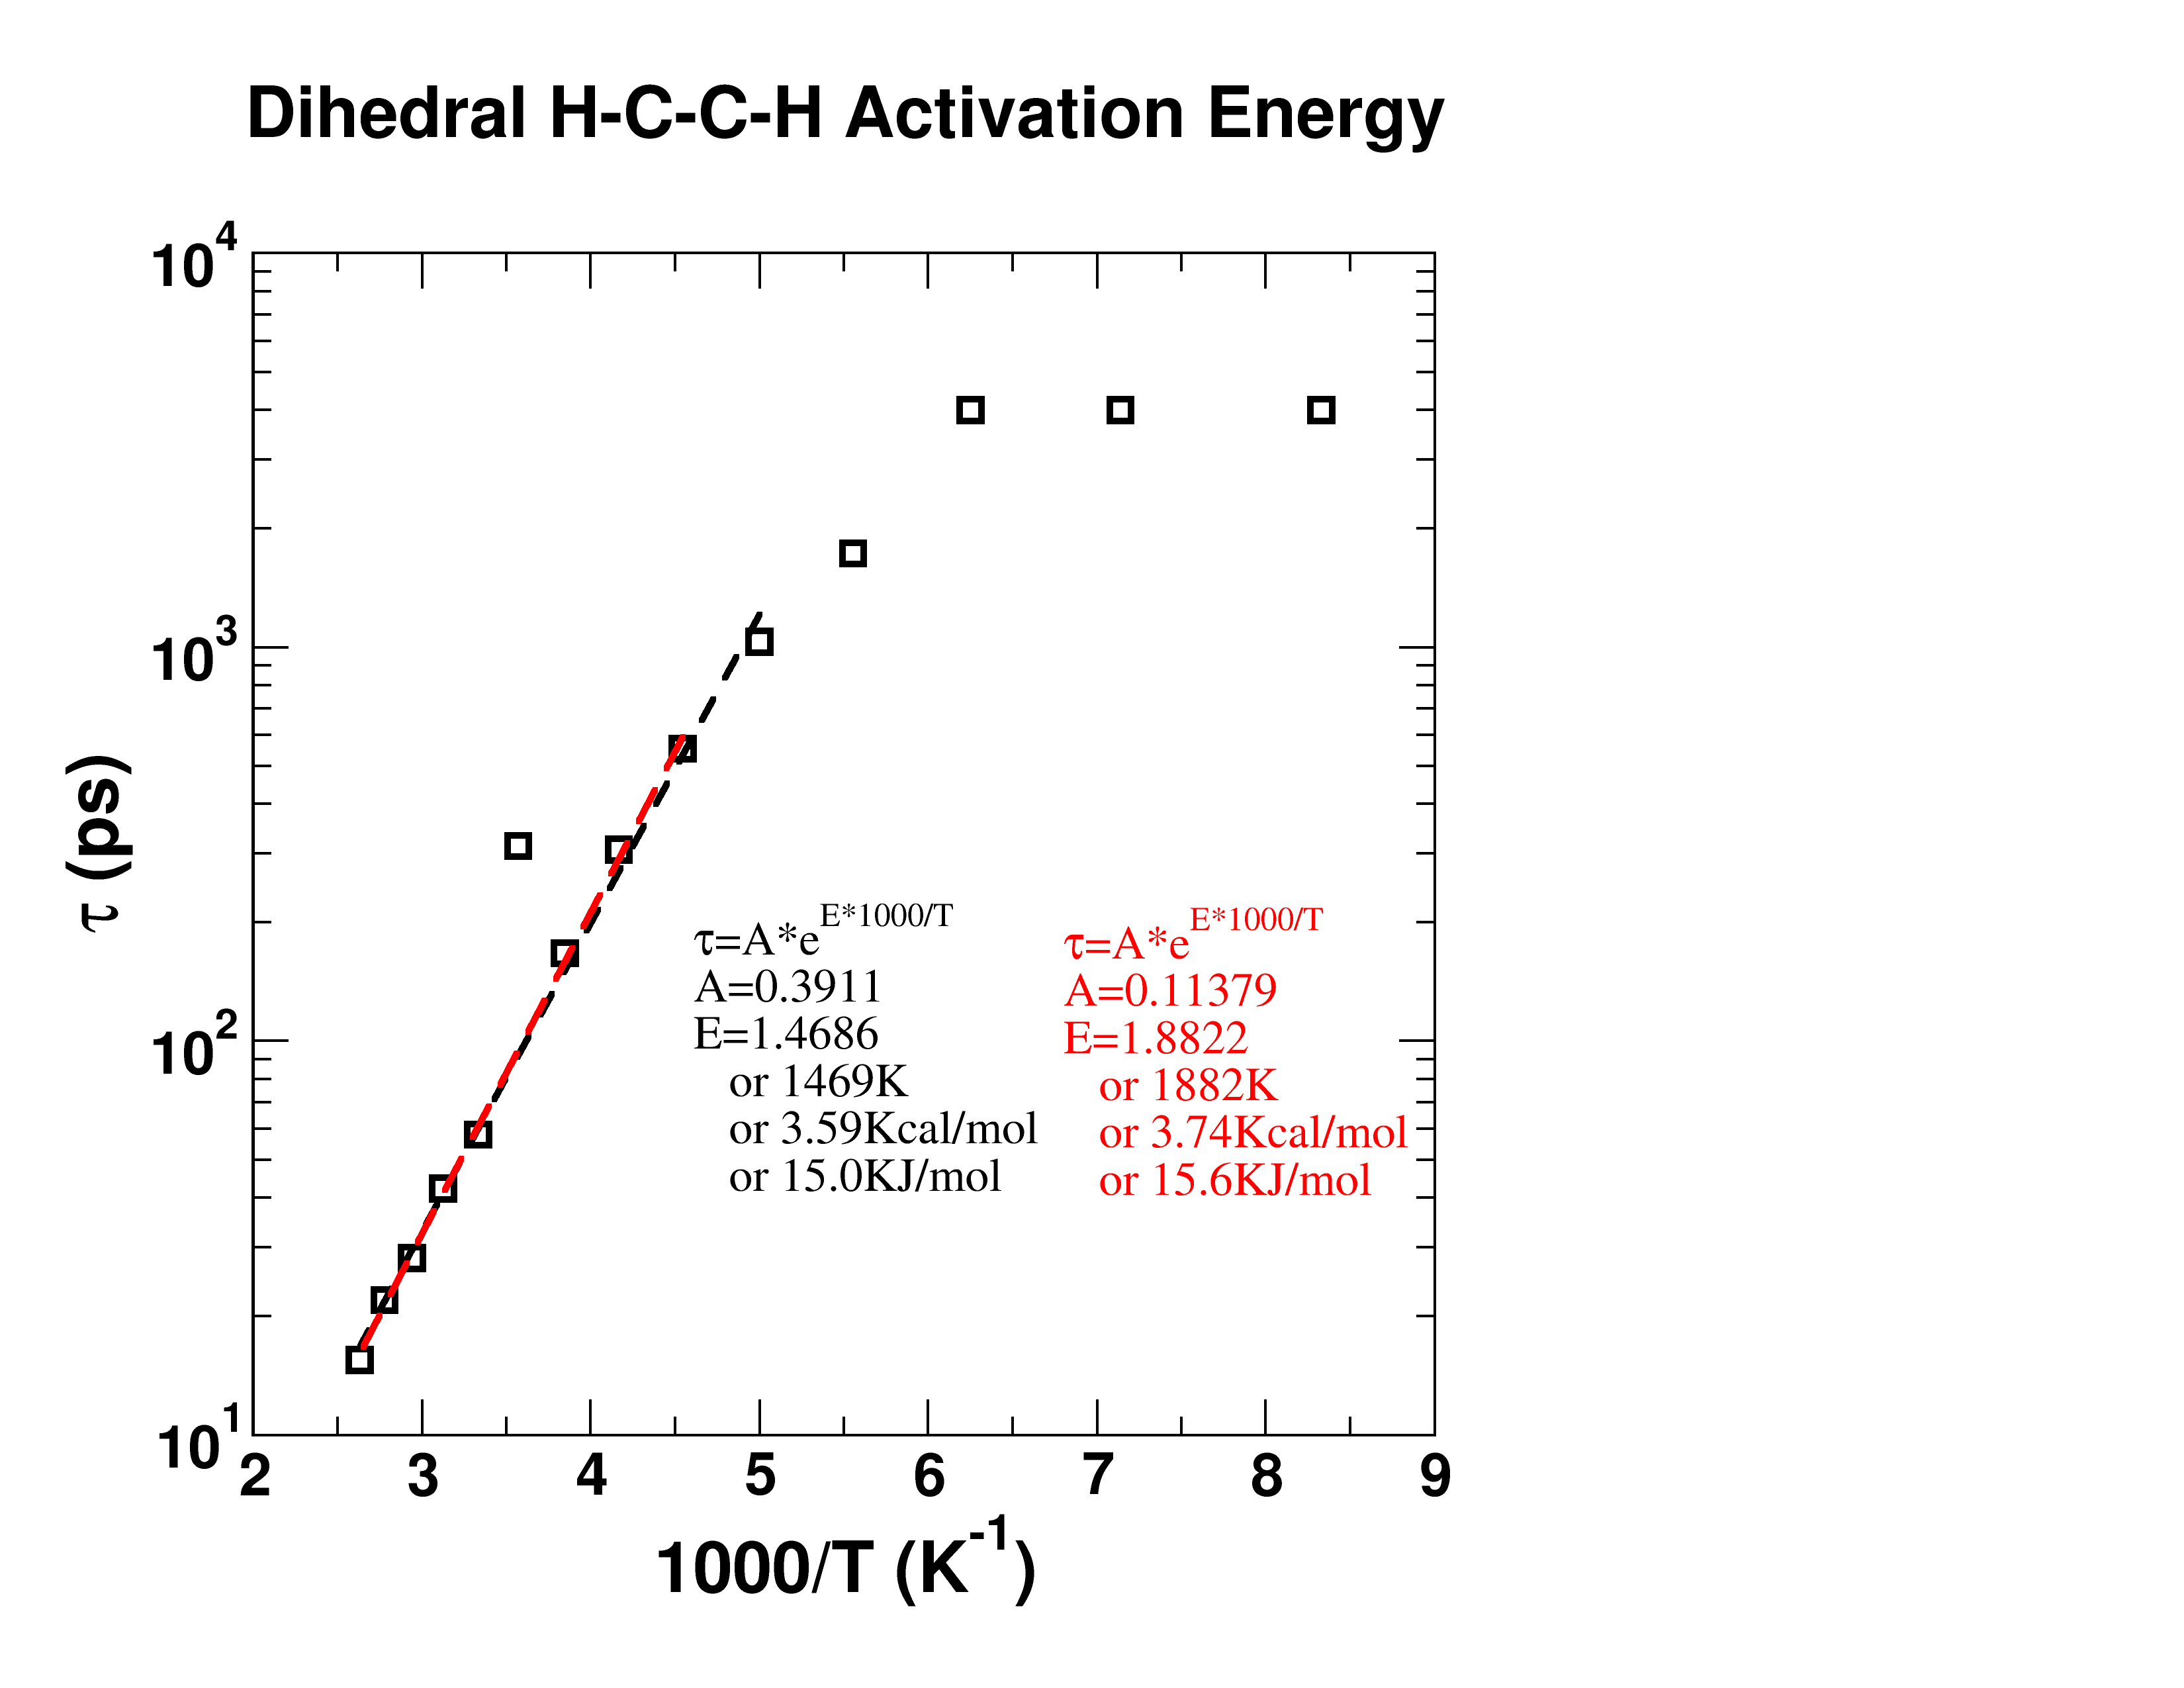 Dihedral H-C-C-H Activation Energy
10^4
10^3
10^2
10^1
τ (ps)
τ=A*e^E*1000/T
A=0.3911
E=1.4686
or 1469K
or 3.59Kcal/mol
or 15.0KJ/mol
τ=A*e^E*1000/T
A=0.11379
E=1.8822
or 1882K
or 3.74Kcal/mol
or 15.6KJ/mol
2 3 4 5 6 7 8 9
1000/T (K^-1)